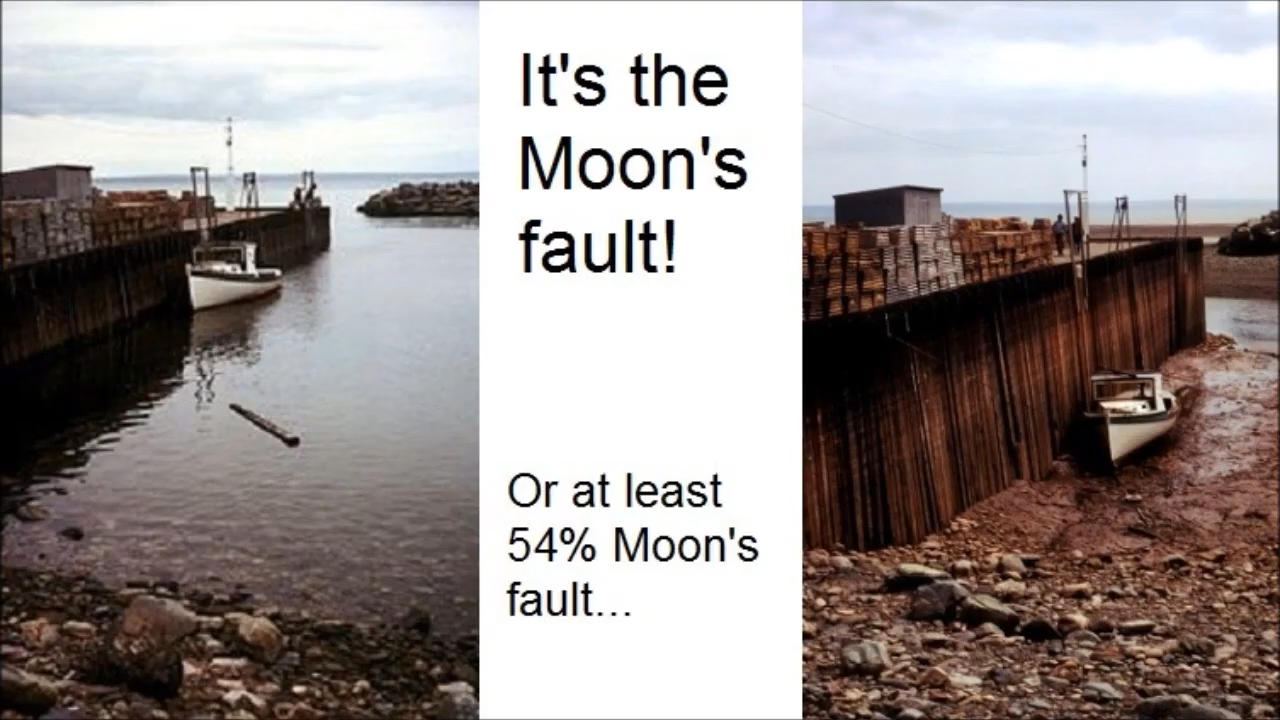 It's the
Moon's
fault!
Or at least
54% Moon's
fault...